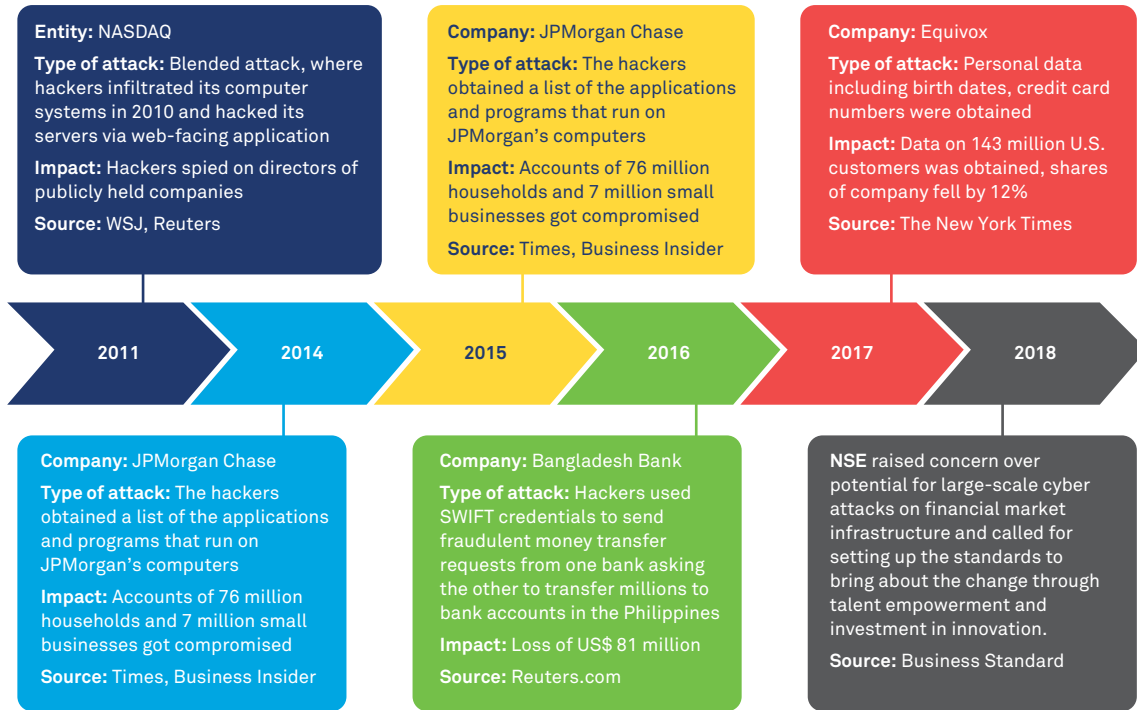 Entity: NASDAQ
Type of attack: Blended attack, where
hackers infiltrated its computer
systems in 2010 and hacked its
servers via web-facing application
Impact: Hackers spied on directors of
publicly held companies
Source: WSJ, Reuters
Company: JPMorgan Chase
Type of attack: The hackers
obtained a list of the applications
and programs that run on
JPMorgan's computers
Impact: Accounts of 76 million
households and 7 million small
businesses got compromised
Source: Times, Business Insider
Company: Equivox
Type of attack: Personal data
including birth dates, credit card
numbers were obtained
Impact: Data on 143 million U.S.
customers was obtained, shares
of company fell by 12%
Source: The New York Times
2011
2014
2015
2016
2017
2018
Company: JPMorgan Chase
Type of attack: The hackers
obtained a list of the applications
and programs that run on
JPMorgan's computers
Impact: Accounts of 76 million
households and 7 million small
businesses got compromised
Source: Times, Business Insider
Company: Bangladesh Bank
Type of attack: Hackers used
SWIFT credentials to send
fraudulent money transfer
requests from one bank asking
the other to transfer millions to
bank accounts in the Philippines
Impact: Loss of US$ 81 million
Source: Reuters.com
NSE raised concern over
potential for large-scale cyber
attacks on financial market
infrastructure and called for
setting up the standards to
bring about the change through
talent empowerment and
investment in innovation.
Source: Business Standard